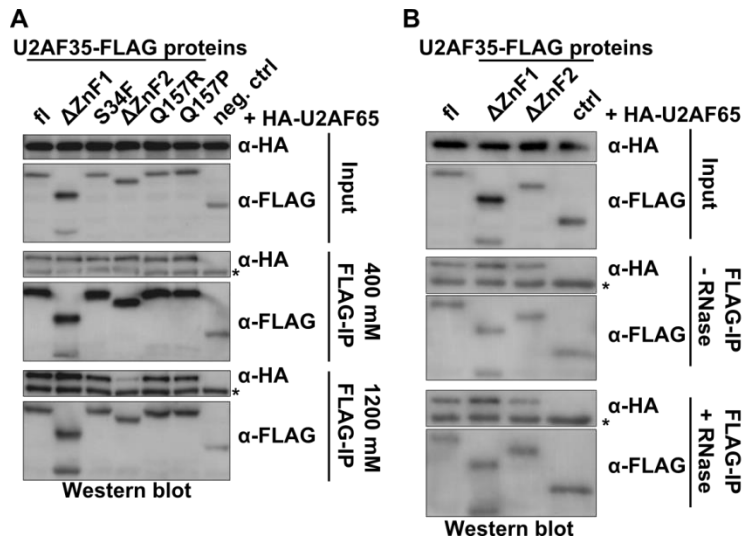 A
U2AF35-FLAG proteins
fl ΔZnF1 S34F ΔZnF2 Q157R Q157P neg. ctrl
+ HA-U2AF65
α-HA
α-FLAG
Input
α-HA
*
α-FLAG
400 mM
FLAG-IP
α-HA
*
α-FLAG
1200 mM
FLAG-IP
Western blot
B
U2AF35-FLAG proteins
fl ΔZnF1 ΔZnF2 ctrl
+ HA-U2AF65
α-HA
α-FLAG
Input
α-HA
*
α-FLAG
FLAG-IP
- RNase
α-HA
*
α-FLAG
FLAG-IP
+ RNase
Western blot